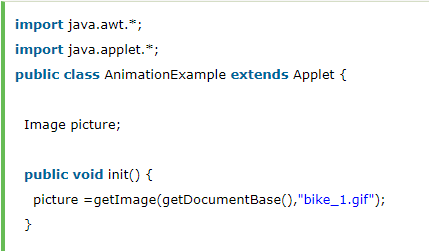 import java.awt.*;
import java.applet.*;
public class AnimationExample extends Applet {
Image picture;
public void init() {
picture =getImage(getDocumentBase(),"bike_1.gif");
}